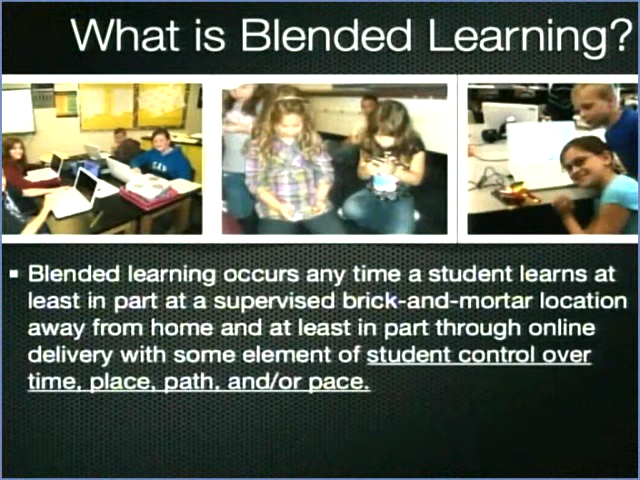 What is Blended Learning?
▪ Blended learning occurs any time a student learns at
least in part at a supervised brick-and-mortar location
away from home and at least in part through online
delivery with some element of student control over
time, place, path, and/or pace.